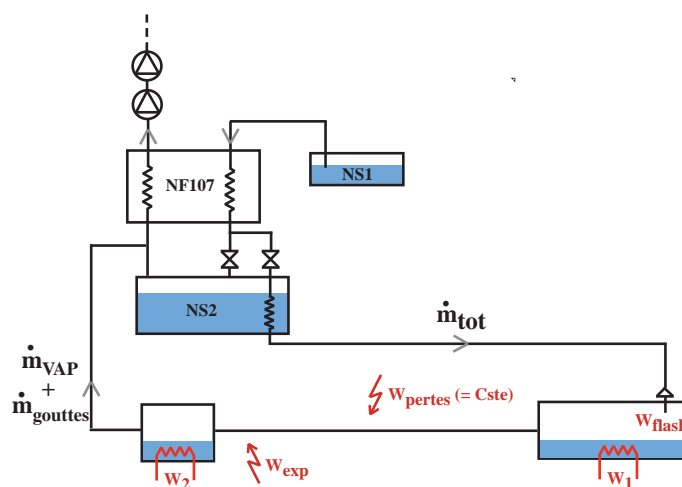 NF107
NS1
NS2
ṁtot
ṁVAP
+
ṁgouttes
Wpertes (= Cste)
Wflash
W2
Wexp
W1